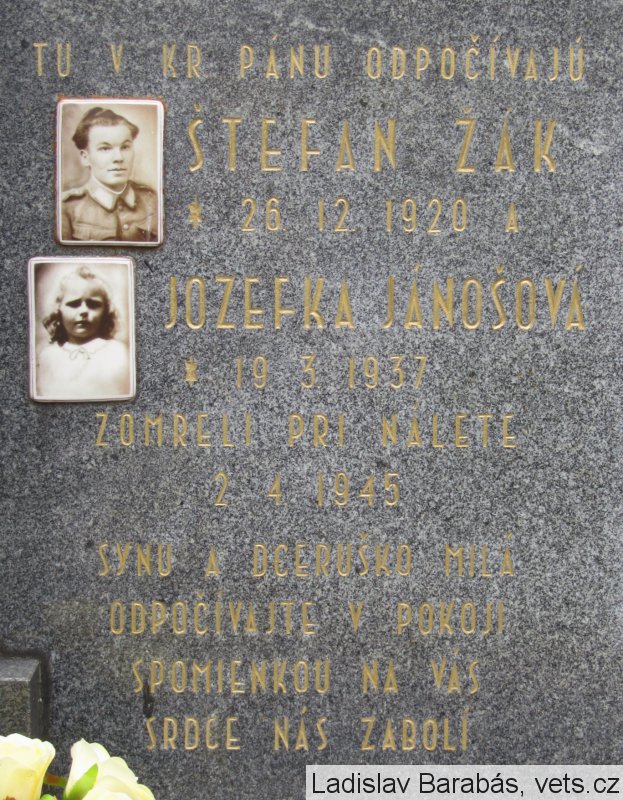 TU V KR PÁNU ODPOČÍVAJÚ
ŠTEFAN ŽÁK
* 26 12 1920 A
JOZEFKA JÁNOŠOVÁ
* 19 3 1937
ZOMRELI PRI NÁLETE
2 4 1945
SYNU A DCERUŠKO MILÁ
ODPOČÍVAJTE V POKOJI
SPOMIENKOU NA VÁS
SRDCE NÁS ZABOLÍ
Ladislav Barabás, vets.cz